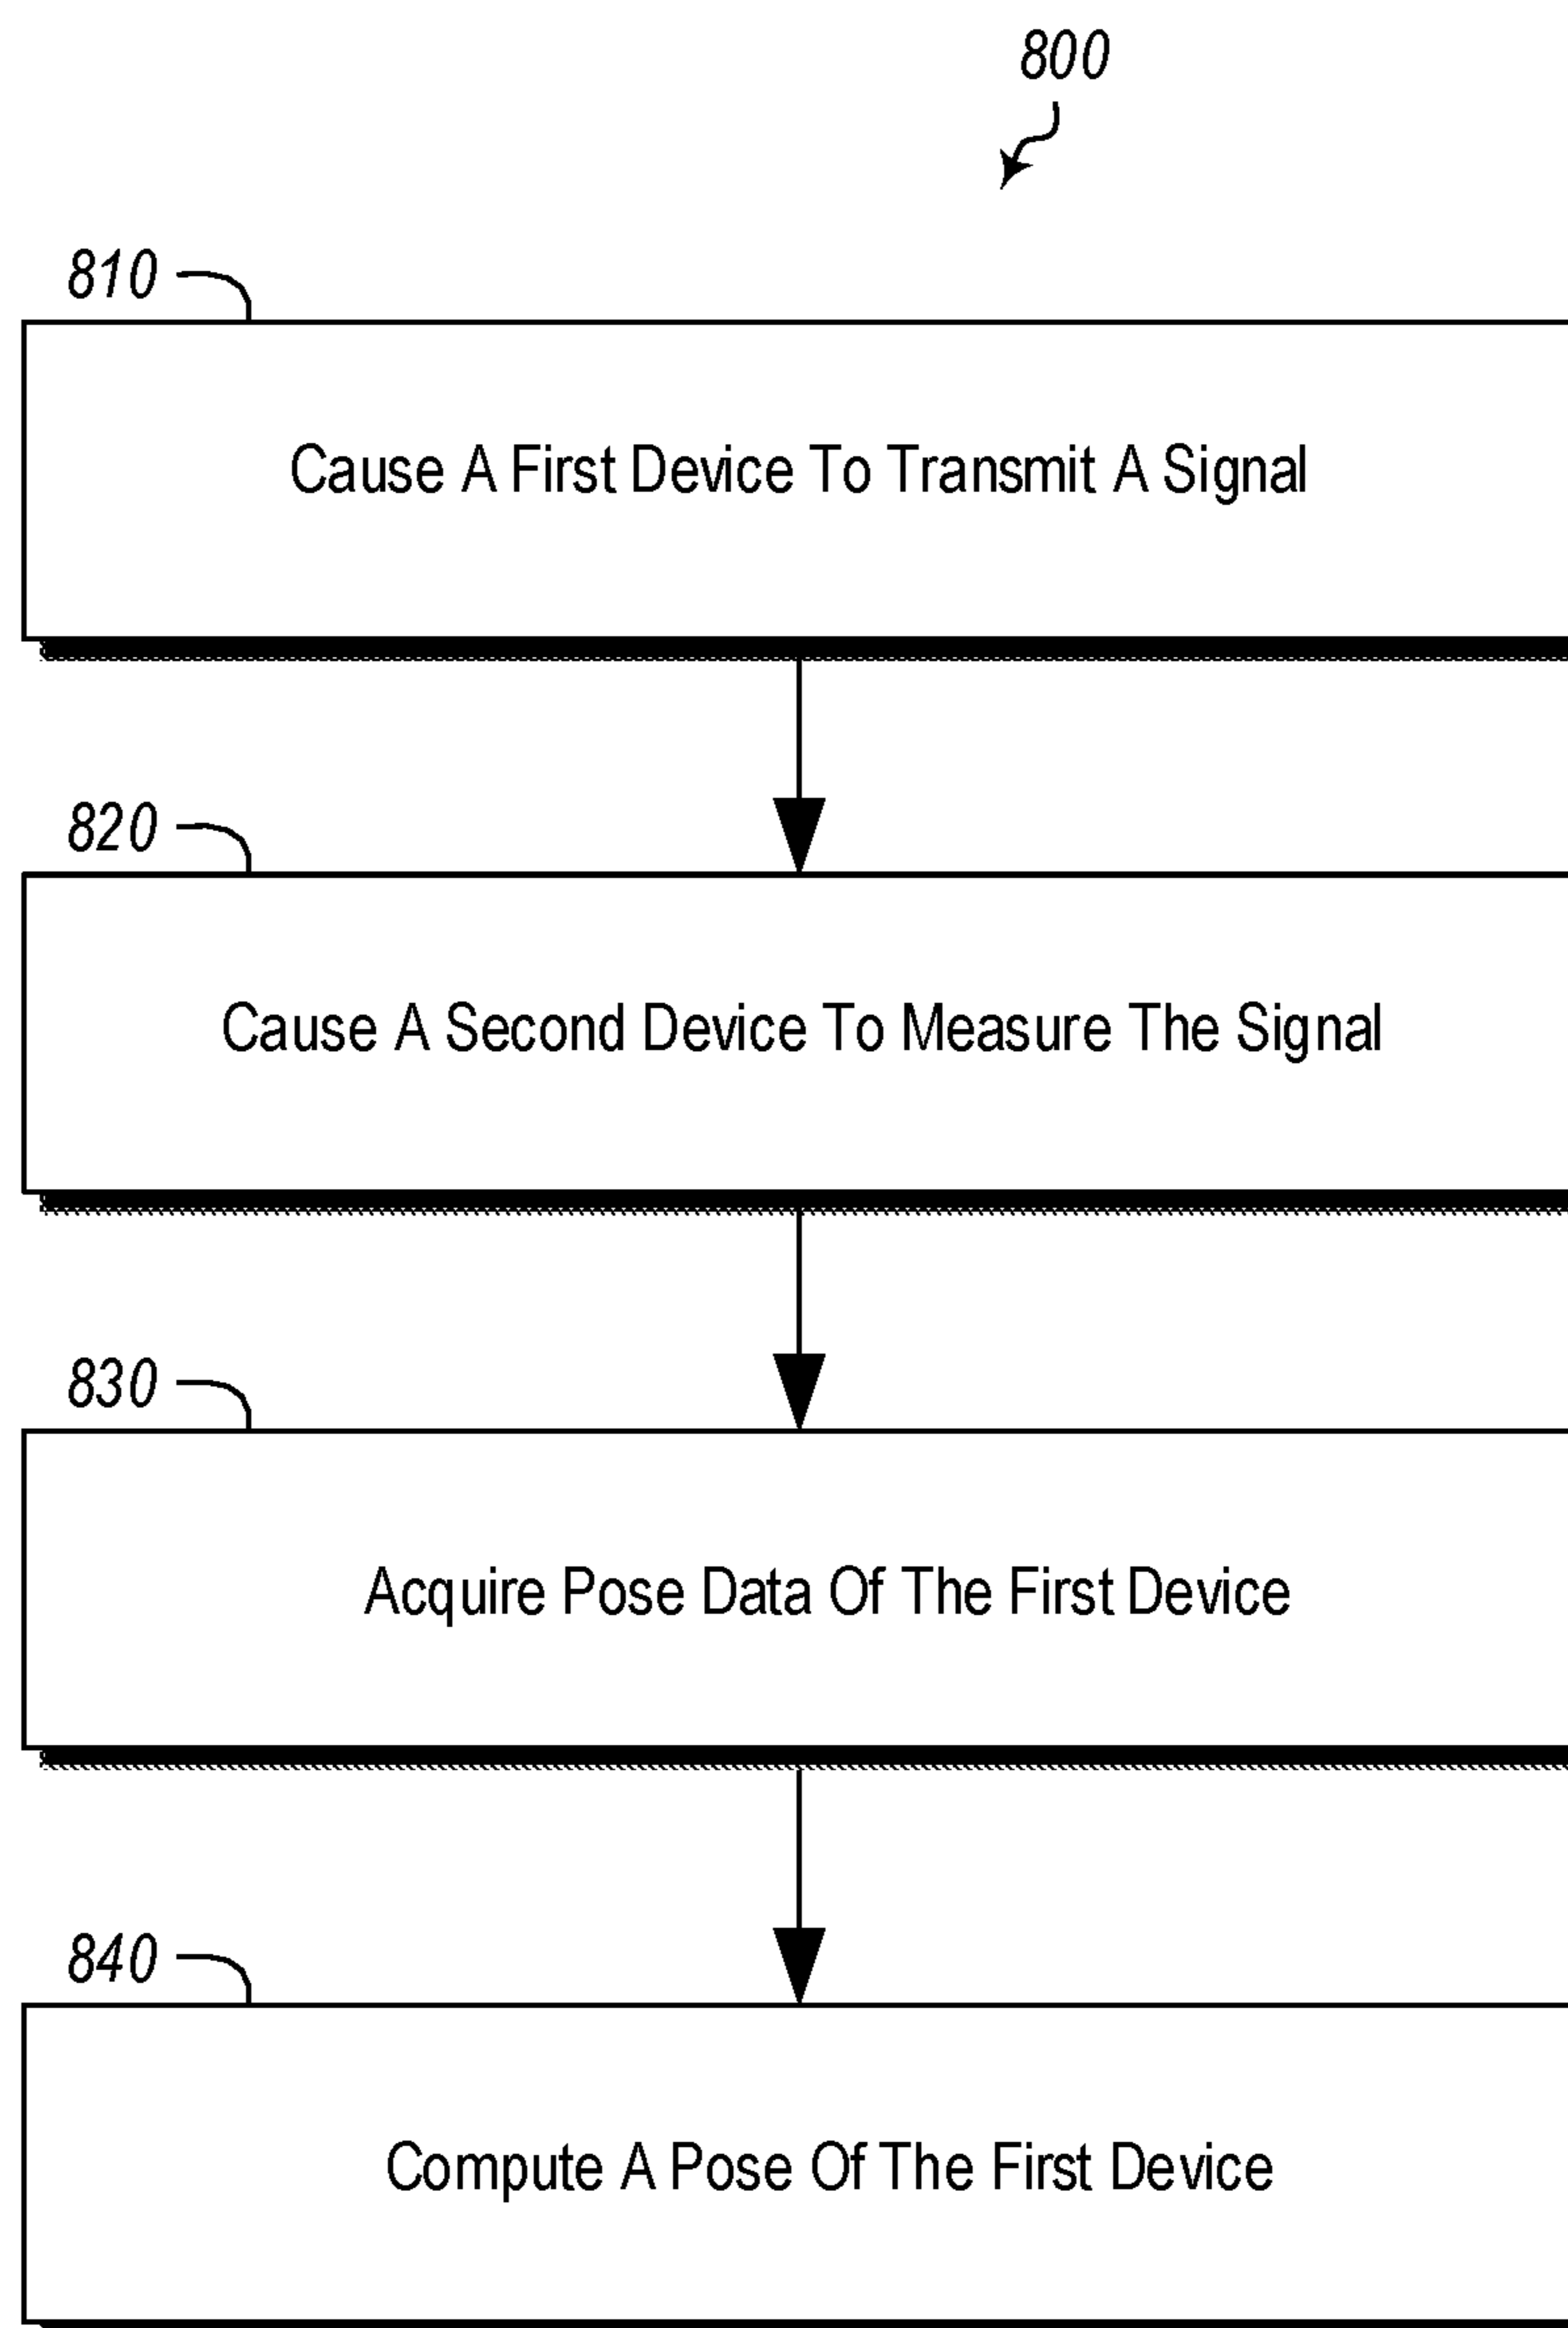 800
810
Cause A First Device To Transmit A Signal
820
Cause A Second Device To Measure The Signal
830
Acquire Pose Data Of The First Device
840
Compute A Pose Of The First Device